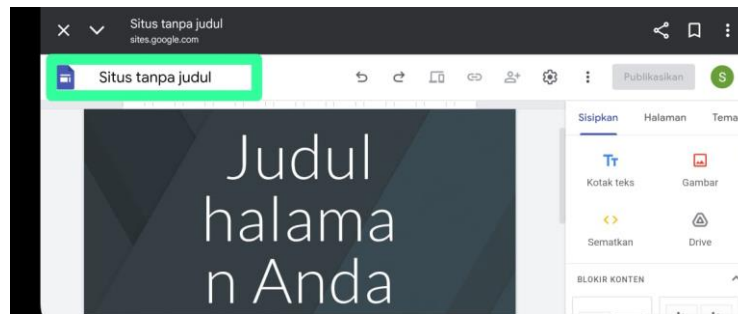 Situs tanpa judul
sites.google.com
Situs tanpa judul
Publikasikan
S
Sisipkan Halaman Tema
Judul
halama
n Anda
Tт
Kotak teks Gambar
Sematkan Drive
BLOKIR KONTEN